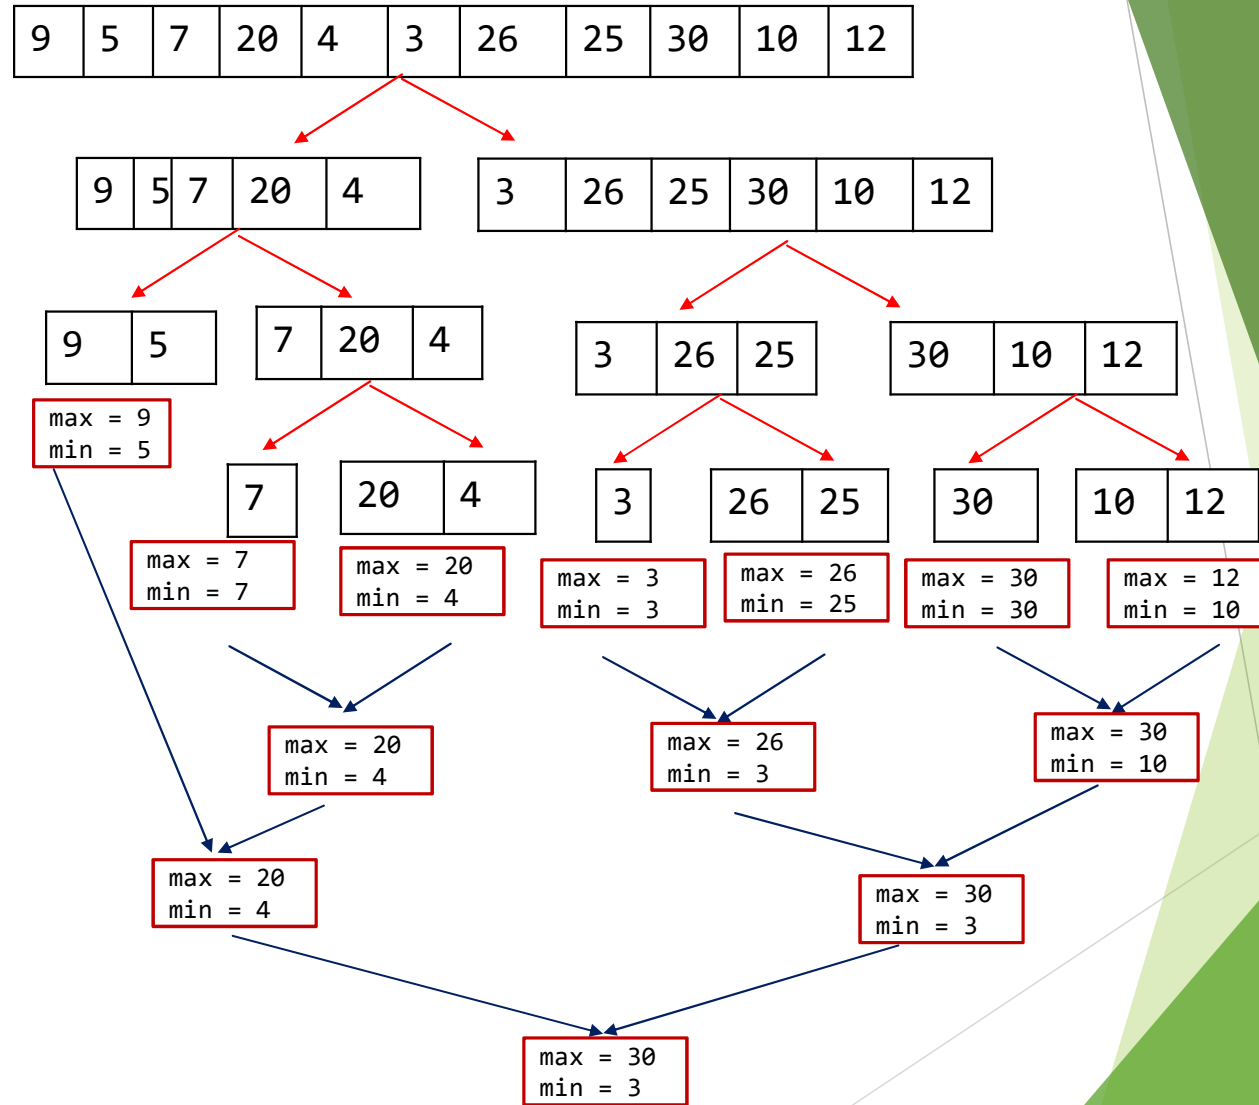 9 5 7 20 4 3 26 25 30 10 12
9 5 7 20 4
3 26 25 30 10 12
9 5
7 20 4
3 26 25
30 10 12
max = 9
min = 5
7
20 4
3
26 25
30
10 12
max = 7
min = 7
max = 20
min = 4
max = 3
min = 3
max = 26
min = 25
max = 30
min = 30
max = 12
min = 10
max = 20
min = 4
max = 26
min = 3
max = 30
min = 10
max = 20
min = 4
max = 30
min = 3
max = 30
min = 3